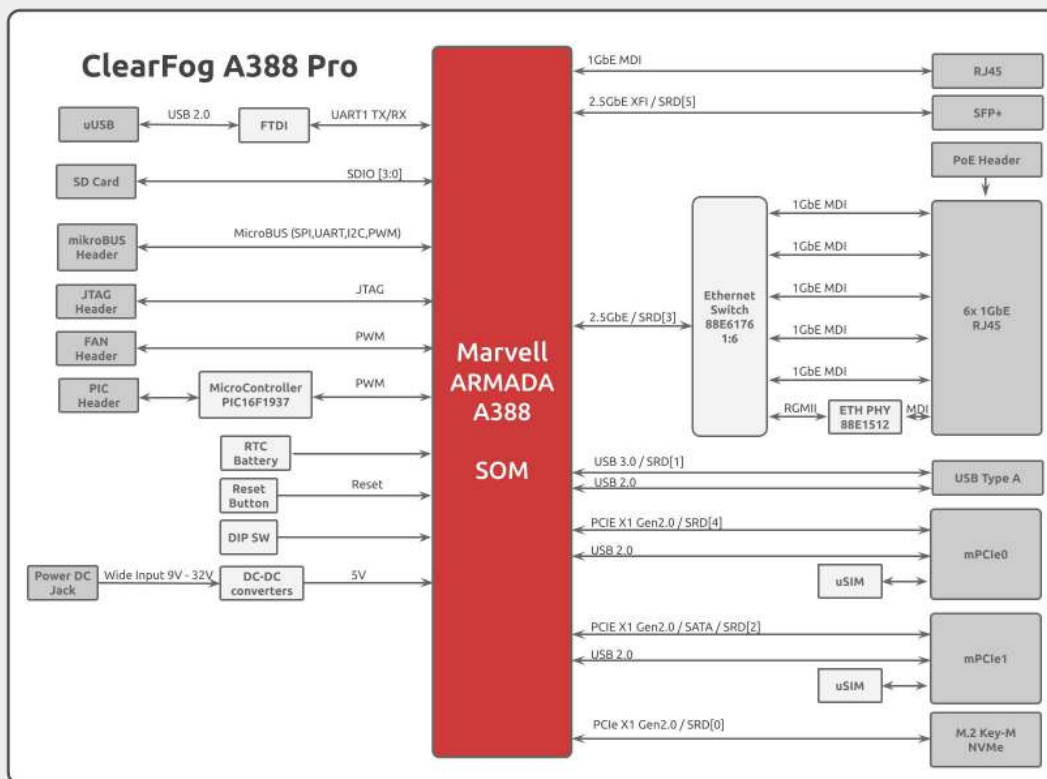 ClearFog A388 Pro
uUSB
USB 2.0
FTDI
UART1 TX/RX
SD Card
SDIO [3:0]
mikroBUS
Header
MicroBUS (SPI,UART,I2C,PWM)
JTAG
Header
JTAG
FAN
Header
PWM
PIC
Header
MicroController
PIC16F1937
PWM
RTC
Battery
Reset
Button
Reset
DIP SW
Power DC
Jack
Wide Input 9V - 32V
DC-DC
converters
5V
Marvell
ARMADA
A388
SOM
1GbE MDI
RJ45
2.5GbE XFI / SRD[5]
SFP+
PoE Header
2.5GbE / SRD[3]
Ethernet
Switch
88E6176
1:6
1GbE MDI
1GbE MDI
1GbE MDI
1GbE MDI
1GbE MDI
RGMII
ETH PHY
88E1512
MDI
6x 1GbE
RJ45
USB 3.0 / SRD[1]
USB 2.0
USB Type A
PCIE X1 Gen2.0 / SRD[4]
USB 2.0
uSIM
mPCIe0
PCIE X1 Gen2.0 / SATA / SRD[2]
USB 2.0
uSIM
mPCIe1
PCIe X1 Gen2.0 / SRD[0]
M.2 Key-M
NVMe